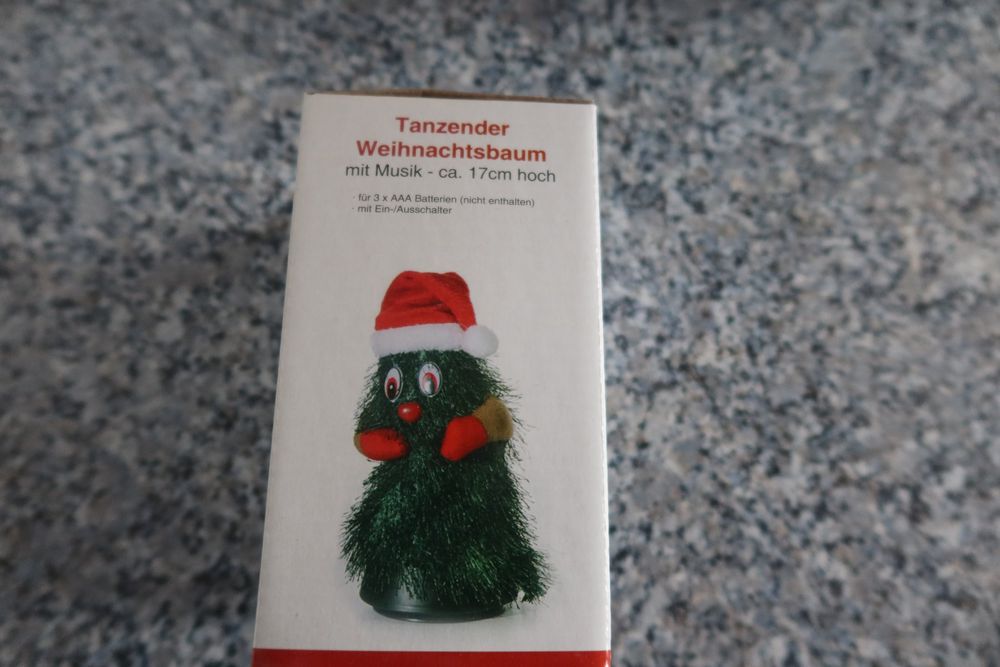 Tanzender
Weihnachtsbaum
mit Musik - ca. 17cm hoch
· für 3 x AAA Batterien (nicht enthalten)
· mit Ein-/Ausschalter